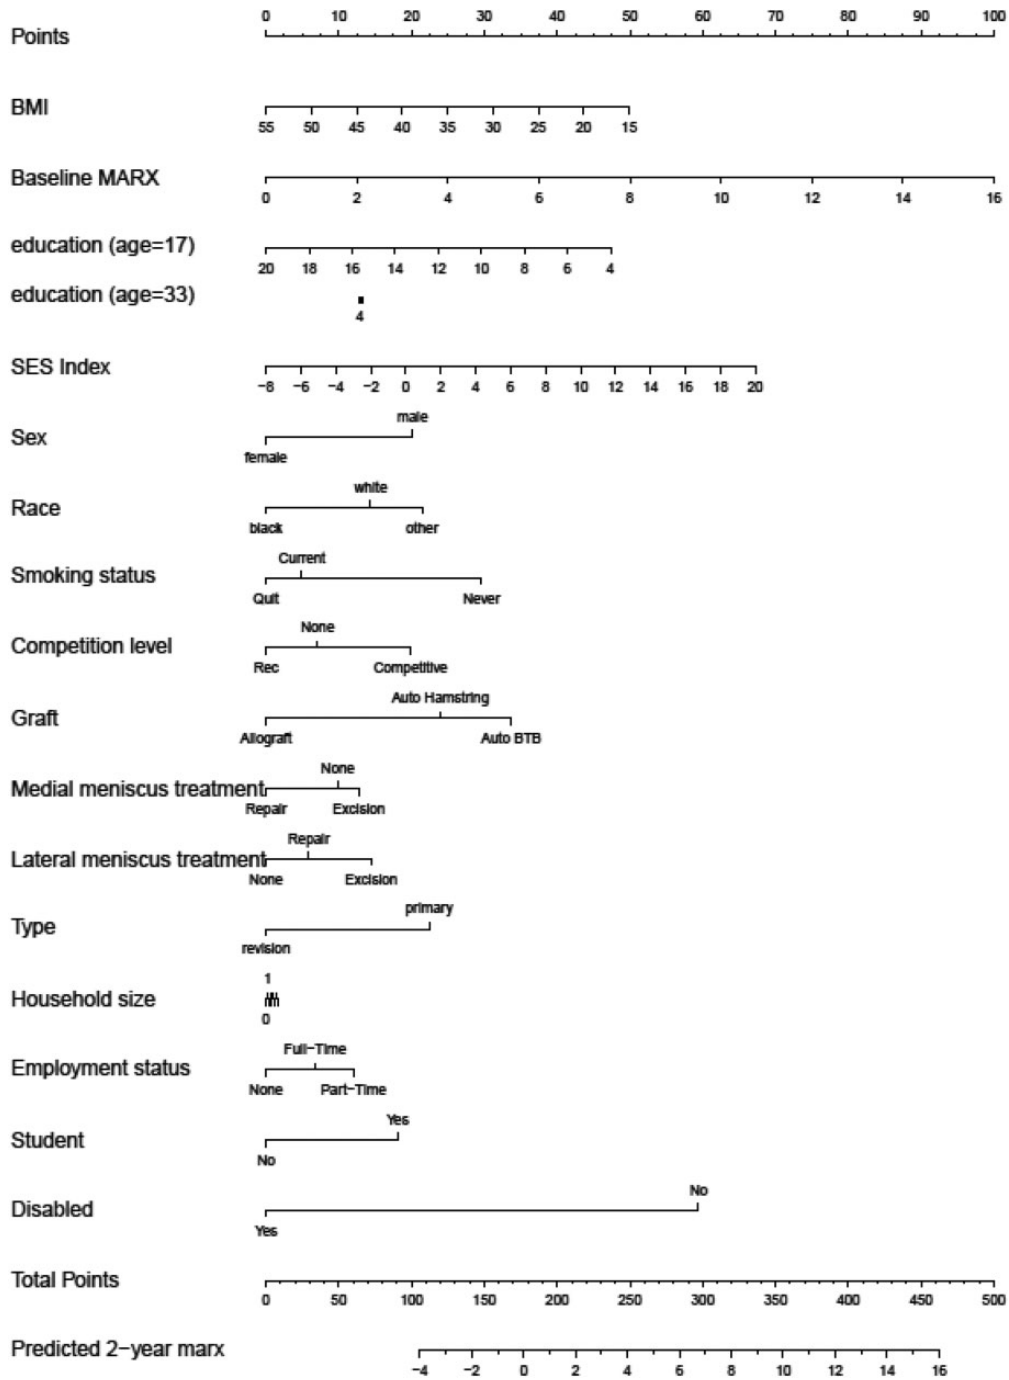 0 10 20 30 40 50 60 70 80 90 100
Points
BMI
55 50 45 40 35 30 25 20 15
Baseline MARX
0 2 4 6 8 10 12 14 16
education (age=17)
20 18 16 14 12 10 8 6 4
education (age=33)
4
SES Index
−8 −6 −4 −2 0 2 4 6 8 10 12 14 16 18 20
male
Sex
female
white
Race
black other
Current
Smoking status
Quit Never
None
Competition level
Rec Competitive
Auto Hamstring
Graft
Allograft Auto BTB
None
Medial meniscus treatment
Repair Excision
Repair
Lateral meniscus treatment
None Excision
primary
Type
revision
1
Household size
0
Full−Time
Employment status
None Part−Time
Yes
Student
No
No
Disabled
Yes
Total Points
0 50 100 150 200 250 300 350 400 450 500
Predicted 2−year marx
−4 −2 0 2 4 6 8 10 12 14 16